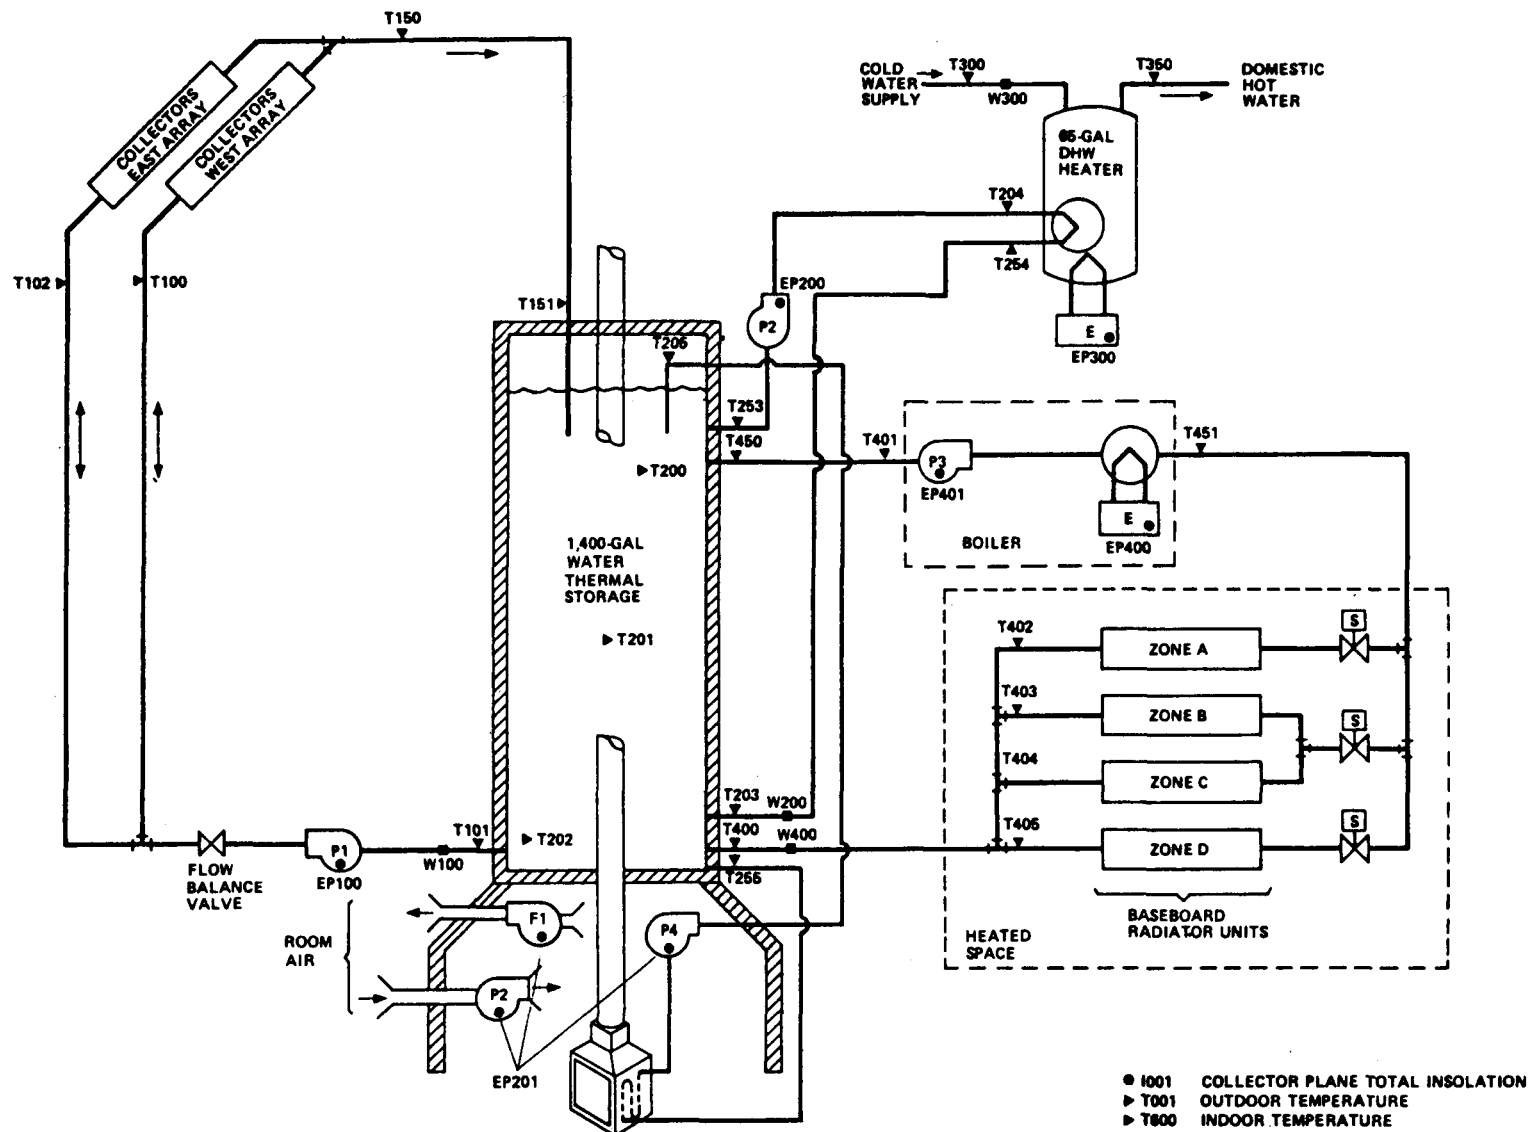 T150
COLLECTORS
EAST ARRAY
COLLECTORS
WEST ARRAY
T102
T100
T151
COLD
WATER
SUPPLY
T300
W300
T350
DOMESTIC
HOT
WATER
65-GAL
DHW
HEATER
T204
T254
E
EP300
EP200
P2
T206
T253
T450
T200
T401
P3
EP401
T451
E
EP400
BOILER
1,400-GAL
WATER
THERMAL
STORAGE
T201
T202
T203
W200
T400
W400
T255
T101
W100
P1
EP100
FLOW
BALANCE
VALVE
T402
ZONE A
S
T403
ZONE B
S
T404
ZONE C
T405
ZONE D
S
BASEBOARD
RADIATOR UNITS
HEATED
SPACE
ROOM
AIR
F1
P2
P4
EP201
I001 COLLECTOR PLANE TOTAL INSOLATION
T001 OUTDOOR TEMPERATURE
T600 INDOOR TEMPERATURE